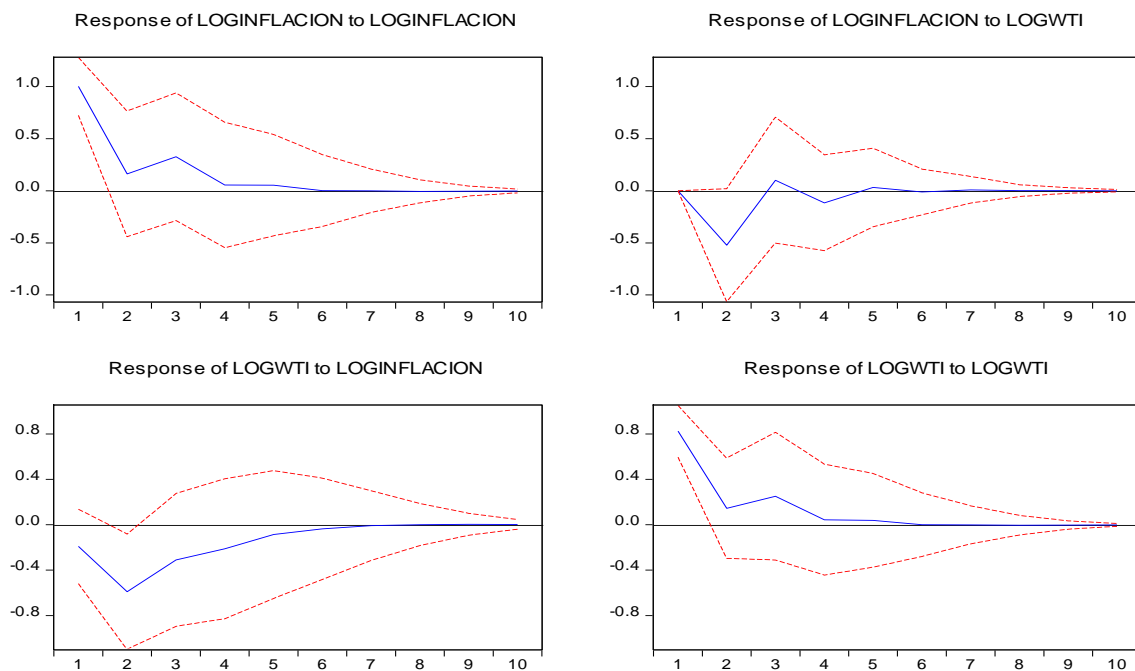 Response of LOGINFLACION to LOGINFLACION
1.0
0.5
0.0
-0.5
-1.0
1 2 3 4 5 6 7 8 9 10
Response of LOGINFLACION to LOGWTI
1.0
0.5
0.0
-0.5
-1.0
1 2 3 4 5 6 7 8 9 10
Response of LOGWTI to LOGINFLACION
0.8
0.4
0.0
-0.4
-0.8
1 2 3 4 5 6 7 8 9 10
Response of LOGWTI to LOGWTI
0.8
0.4
0.0
-0.4
-0.8
1 2 3 4 5 6 7 8 9 10